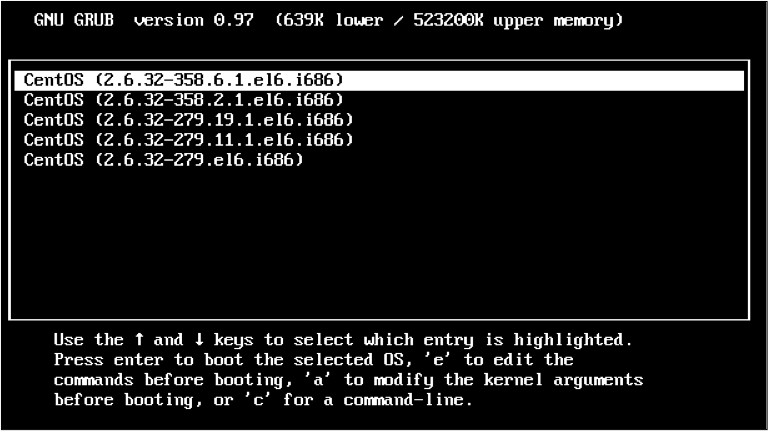 GNU GRUB version 0.97 (639K lower / 523200K upper memory)
CentOS (2.6.32-358.6.1.el6.i686)
CentOS (2.6.32-358.2.1.el6.i686)
CentOS (2.6.32-279.19.1.el6.i686)
CentOS (2.6.32-279.11.1.el6.i686)
CentOS (2.6.32-279.el6.i686)
Use the ↑ and ↓ keys to select which entry is highlighted.
Press enter to boot the selected OS, 'e' to edit the
commands before booting, 'a' to modify the kernel arguments
before booting, or 'c' for a command-line.